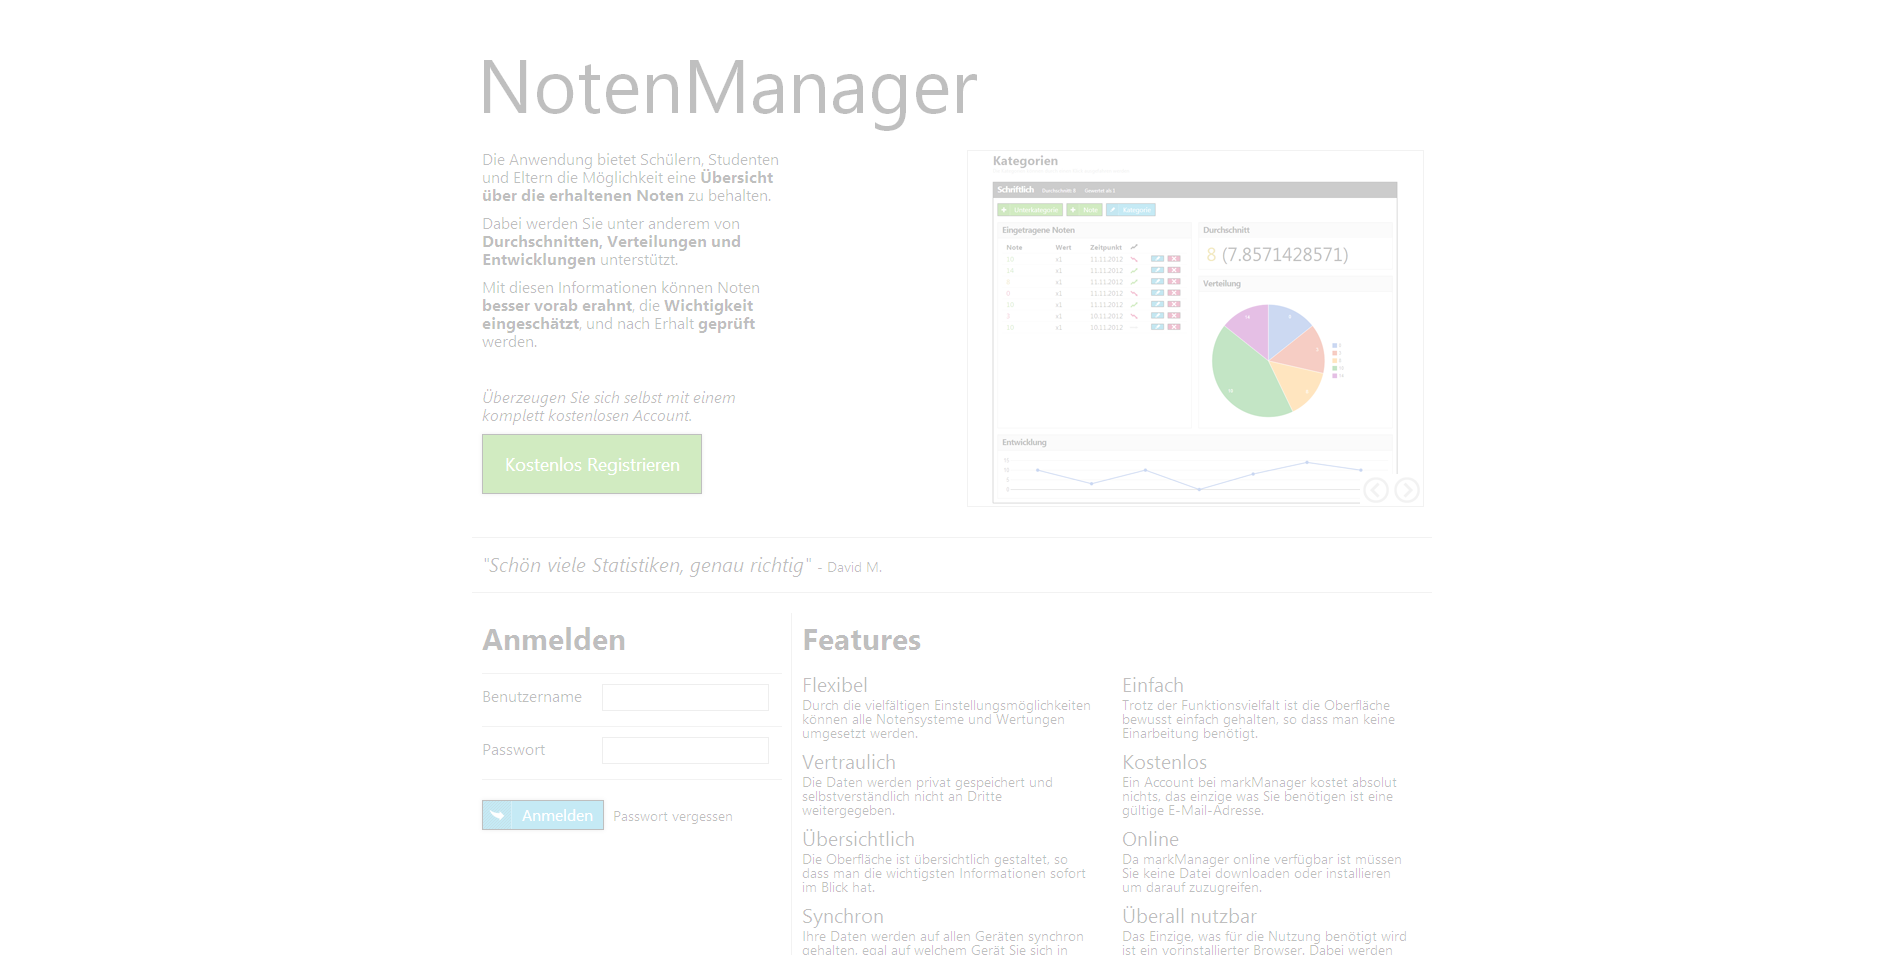 NotenManager
Die Anwendung bietet Schülern, Studenten
und Eltern die Möglichkeit eine Übersicht
über die erhaltenen Noten zu behalten.
Dabei werden Sie unter anderem von
Durchschnitten, Verteilungen und
Entwicklungen unterstützt.
Mit diesen Informationen können Noten
besser vorab erahnt, die Wichtigkeit
eingeschätzt, und nach Erhalt geprüft
werden.
Überzeugen Sie sich selbst mit einem
komplett kostenlosen Account.
Kostenlos Registrieren
Kategorien
Schriftlich Durchschnitt 8 Gewertet als 1
Unterkategorie Note Kategorie
Eingetragene Noten
Note Wert Zeitpunkt
10 x1 11.11.2012
14 x1 11.11.2012
x1 11.11.2012
0 x1 11.11.2012
10 x1 11.11.2012
3 x1 10.11.2012
10 x1 10.11.2012
Durchschnitt
8 (7.8571428571)
Verteilung
Entwicklung
15
10
5
0
"Schön viele Statistiken, genau richtig" - David M.
Anmelden
Benutzername
Passwort
Anmelden Passwort vergessen
Features
Flexibel
Durch die vielfältigen Einstellungsmöglichkeiten
können alle Notensysteme und Wertungen
umgesetzt werden.
Einfach
Trotz der Funktionsvielfalt ist die Oberfläche
bewusst einfach gehalten, so dass man keine
Einarbeitung benötigt.
Vertraulich
Die Daten werden privat gespeichert und
selbstverständlich nicht an Dritte
weitergegeben.
Kostenlos
Ein Account bei markManager kostet absolut
nichts, das einzige was Sie benötigen ist eine
gültige E-Mail-Adresse.
Übersichtlich
Die Oberfläche ist übersichtlich gestaltet, so
dass man die wichtigsten Informationen sofort
im Blick hat.
Online
Da markManager online verfügbar ist müssen
Sie keine Datei downloaden oder installieren
um darauf zuzugreifen.
Synchron
Ihre Daten werden auf allen Geräten synchron
gehalten, egal auf welchem Gerät Sie sich in
Überall nutzbar
Das Einzige, was für die Nutzung benötigt wird
ist ein vorinstallierter Browser. Dabei werden